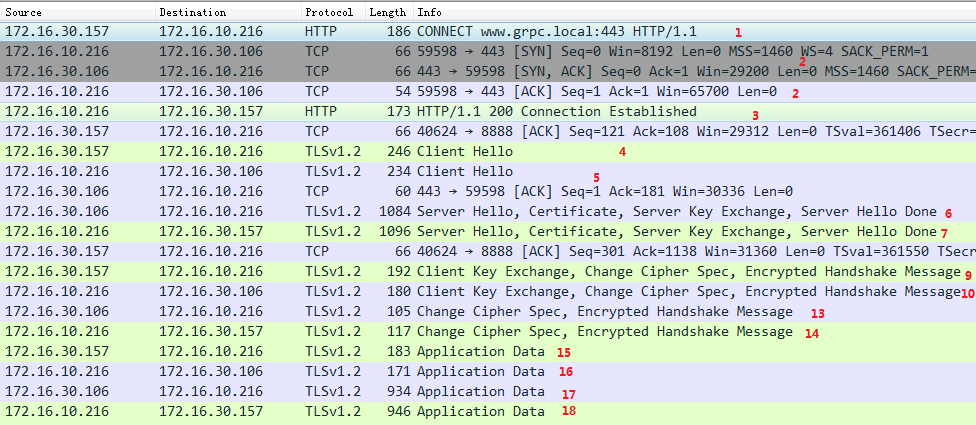 Source Destination Protocol Length Info
172.16.30.157 172.16.10.216 HTTP 186 CONNECT www.grpc.local:443 HTTP/1.1 1
172.16.10.216 172.16.30.106 TCP 66 59598 → 443 [SYN] Seq=0 Win=8192 Len=0 MSS=1460 WS=4 SACK_PERM=1
2
172.16.30.106 172.16.10.216 TCP 66 443 → 59598 [SYN, ACK] Seq=0 Ack=1 Win=29200 Len=0 MSS=1460 SACK_PERM=
172.16.10.216 172.16.30.106 TCP 54 59598 → 443 [ACK] Seq=1 Ack=1 Win=65700 Len=0 2
172.16.10.216 172.16.30.157 HTTP 173 HTTP/1.1 200 Connection Established 3
172.16.30.157 172.16.10.216 TCP 66 40624 → 8888 [ACK] Seq=121 Ack=108 Win=29312 Len=0 TSval=361406 TSecr=
172.16.30.157 172.16.10.216 TLSv1.2 246 Client Hello 4
172.16.10.216 172.16.30.106 TLSv1.2 234 Client Hello 5
172.16.30.106 172.16.10.216 TCP 60 443 → 59598 [ACK] Seq=1 Ack=181 Win=30336 Len=0
172.16.30.106 172.16.10.216 TLSv1.2 1084 Server Hello, Certificate, Server Key Exchange, Server Hello Done 6
172.16.10.216 172.16.30.157 TLSv1.2 1096 Server Hello, Certificate, Server Key Exchange, Server Hello Done 7
172.16.30.157 172.16.10.216 TCP 66 40624 → 8888 [ACK] Seq=301 Ack=1138 Win=31360 Len=0 TSval=361550 TSecr
172.16.30.157 172.16.10.216 TLSv1.2 192 Client Key Exchange, Change Cipher Spec, Encrypted Handshake Message 9
172.16.10.216 172.16.30.106 TLSv1.2 180 Client Key Exchange, Change Cipher Spec, Encrypted Handshake Message 10
172.16.30.106 172.16.10.216 TLSv1.2 105 Change Cipher Spec, Encrypted Handshake Message 13
172.16.10.216 172.16.30.157 TLSv1.2 117 Change Cipher Spec, Encrypted Handshake Message 14
172.16.30.157 172.16.10.216 TLSv1.2 183 Application Data 15
172.16.10.216 172.16.30.106 TLSv1.2 171 Application Data 16
172.16.30.106 172.16.10.216 TLSv1.2 934 Application Data 17
172.16.10.216 172.16.30.157 TLSv1.2 946 Application Data 18